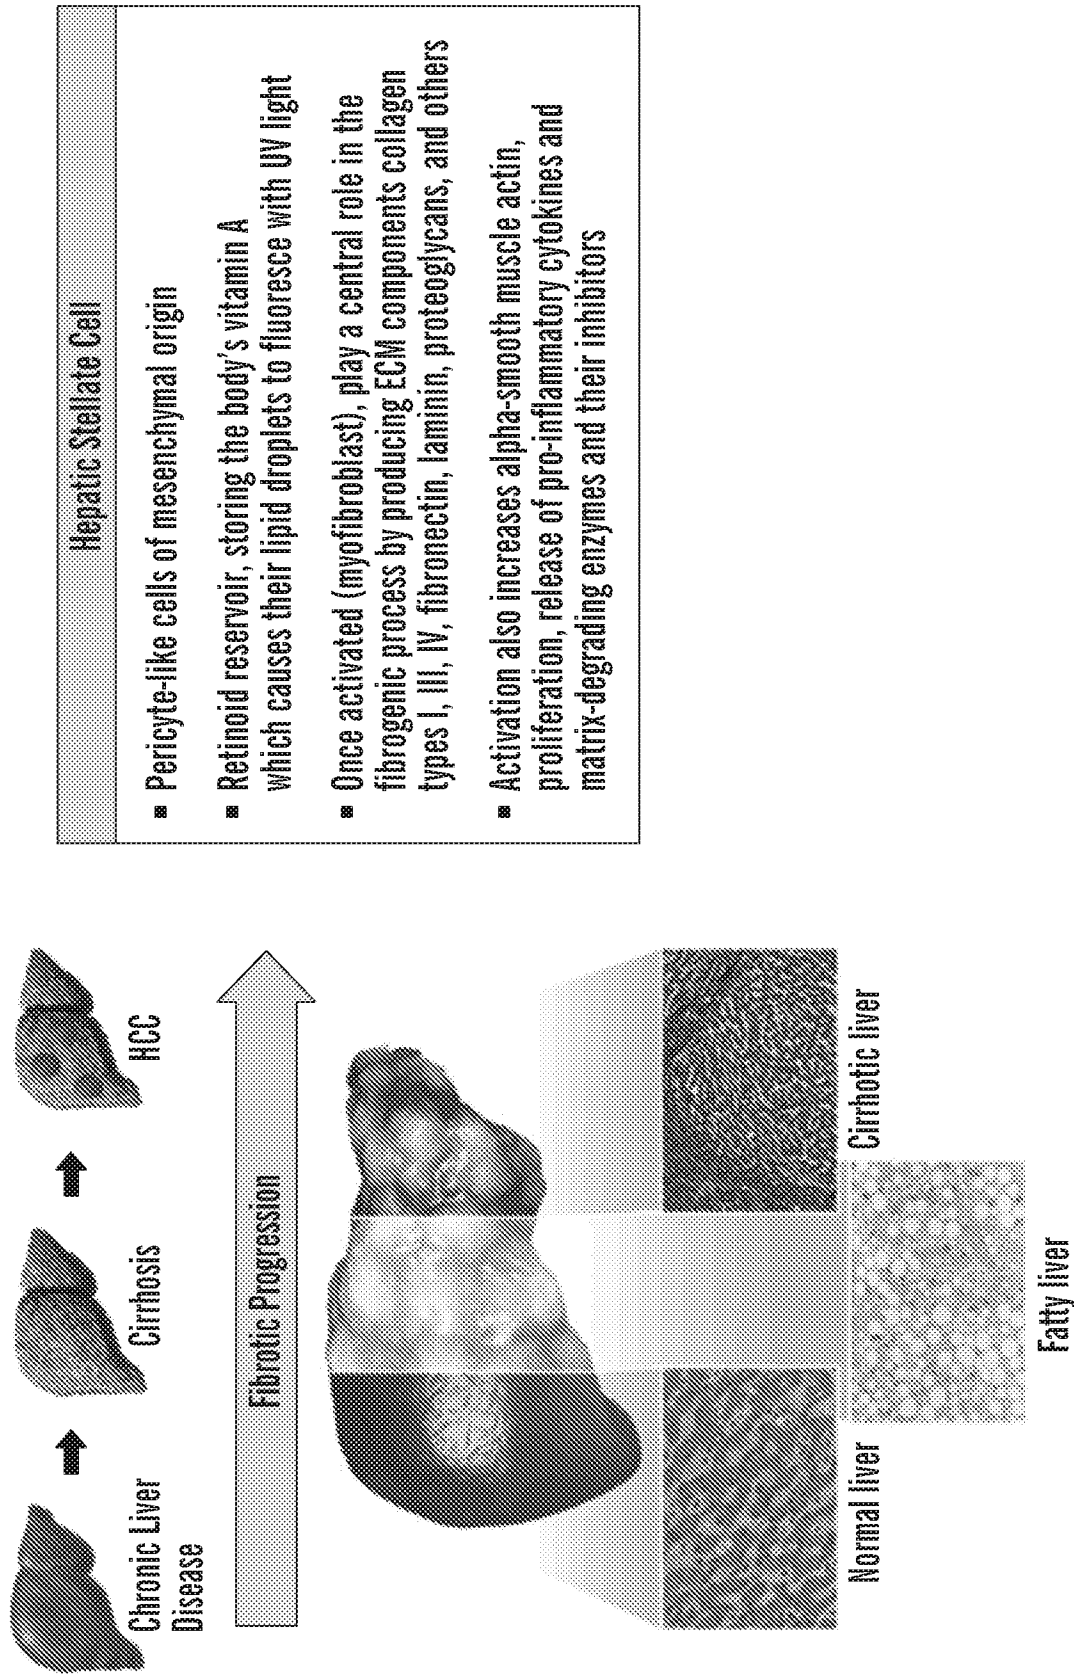 Chronic Liver
Disease
Cirrhosis
HCC
Fibrotic Progression
Normal liver
Fatty liver
Cirrhotic liver
Hepatic Stellate Cell
▪ Pericyte-like cells of mesenchymal origin
▪ Retinoid reservoir, storing the body's vitamin A
which causes their lipid droplets to fluoresce with UV light
▪ Once activated (myofibroblast), play a central role in the
fibrogenic process by producing ECM components collagen
types I, III, IV, fibronectin, laminin, proteoglycans, and others
▪ Activation also increases alpha-smooth muscle actin,
proliferation, release of pro-inflammatory cytokines and
matrix-degrading enzymes and their inhibitors